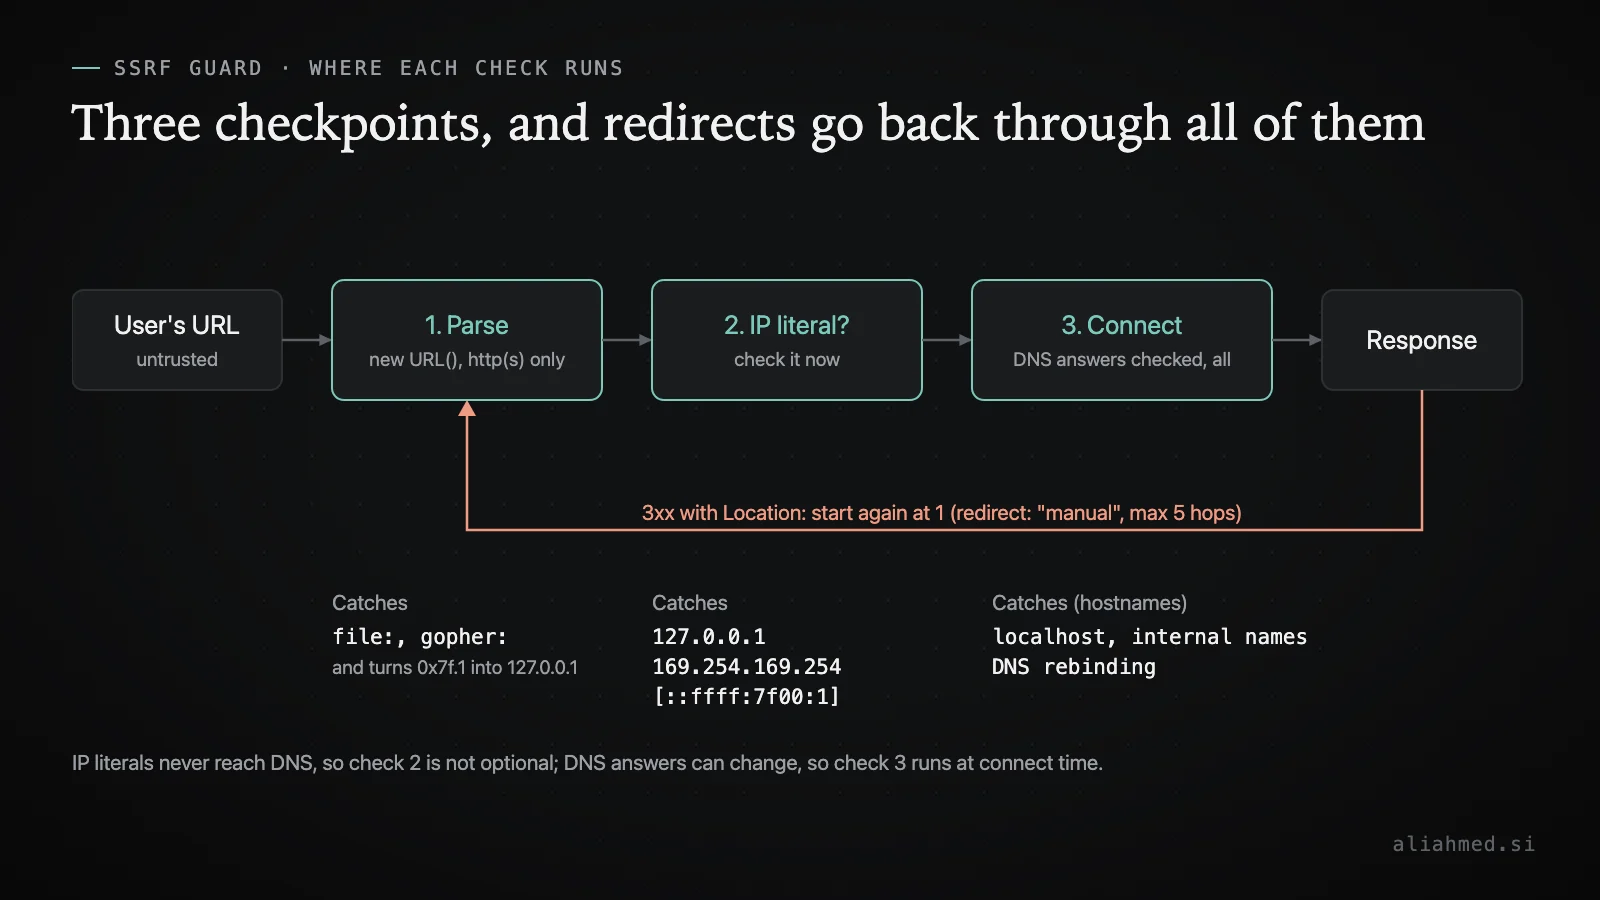 SSRF GUARD · WHERE EACH CHECK RUNS
Three checkpoints, and redirects go back through all of them
User's URL
untrusted
1. Parse
new URL(), http(s) only
2. IP literal?
check it now
3. Connect
DNS answers checked, all
Response
3xx with Location: start again at 1 (redirect: "manual", max 5 hops)
Catches
file:, gopher:
and turns 0x7f.1 into 127.0.0.1
Catches
127.0.0.1
169.254.169.254
[::ffff:7f00:1]
Catches (hostnames)
localhost, internal names
DNS rebinding
IP literals never reach DNS, so check 2 is not optional; DNS answers can change, so check 3 runs at connect time.
aliahmed.si